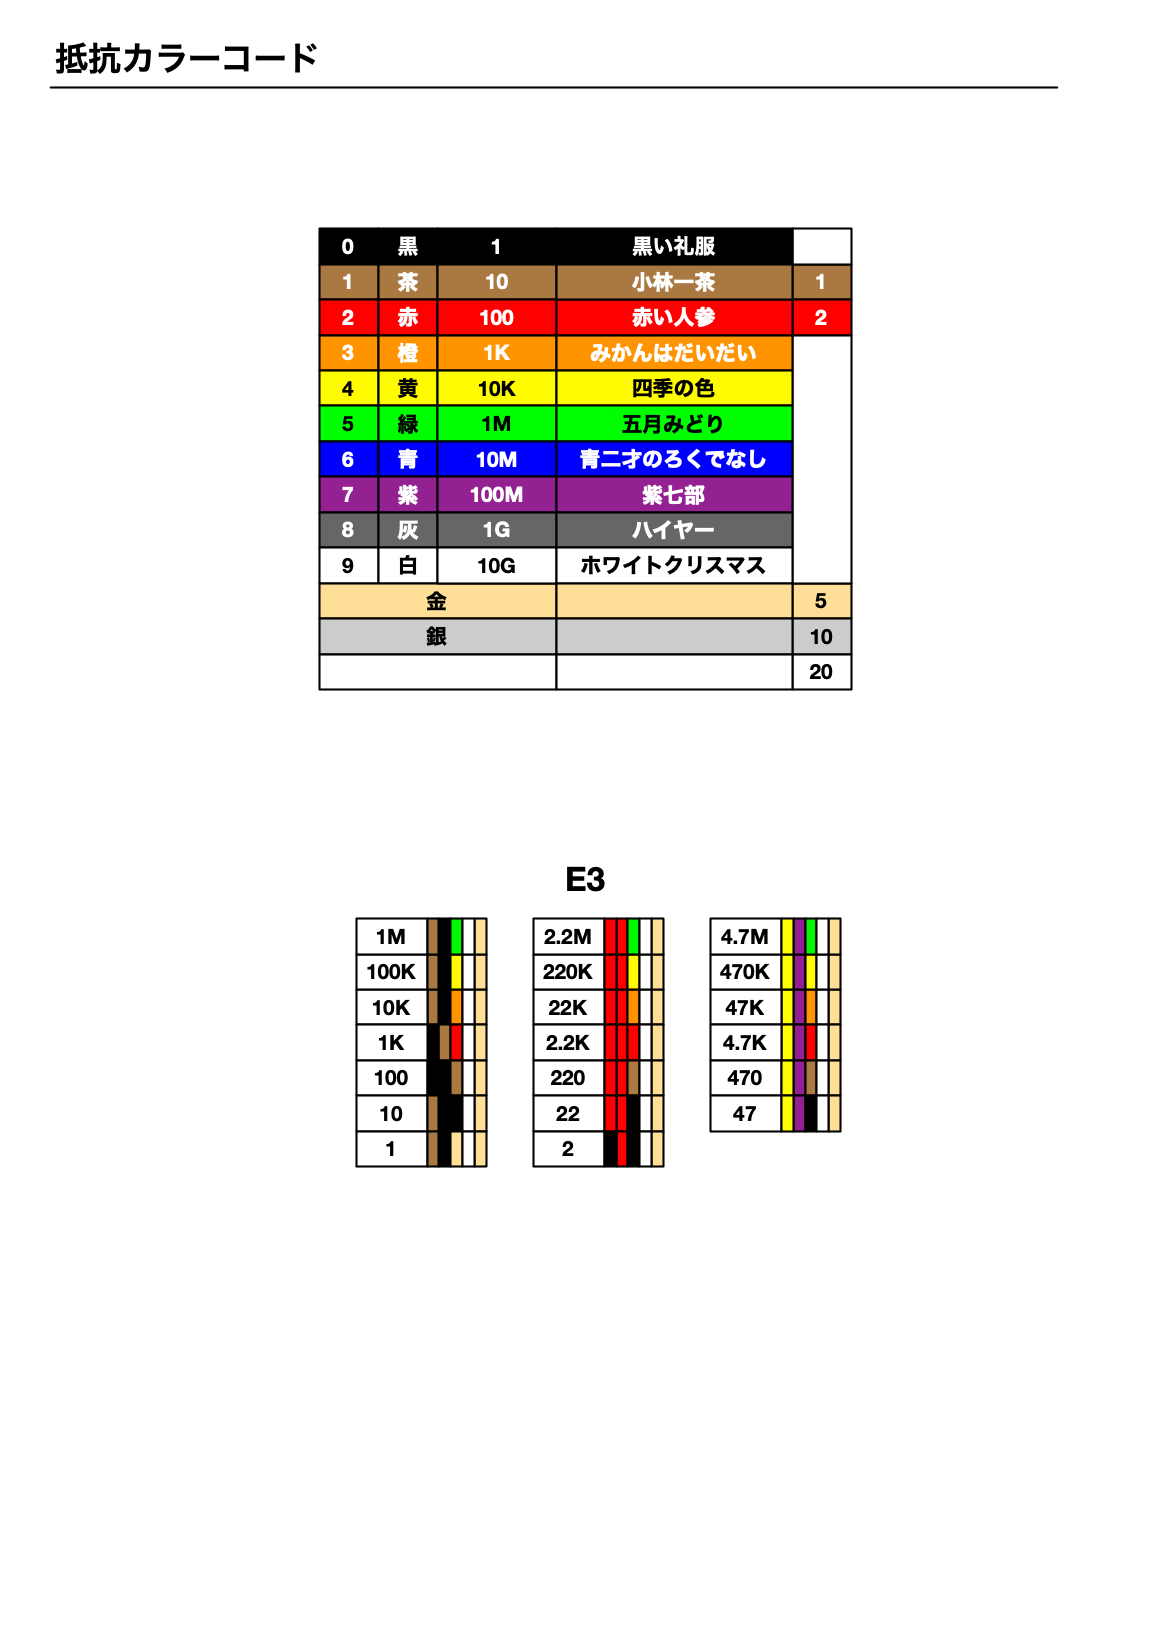 抵抗カラーコード
0 黒 1 黒い礼服
1 茶 10 小林一茶 1
2 赤 100 赤い人参 2
3 橙 1K みかんはだいだい
4 黄 10K 四季の色
5 緑 1M 五月みどり
6 青 10M 青二才のろくでなし
7 紫 100M 紫七部
8 灰 1G ハイヤー
9 白 10G ホワイトクリスマス
金 5
銀 10
20
E3
1M 2.2M 4.7M
100K 220K 470K
10K 22K 47K
1K 2.2K 4.7K
100 220 470
10 22 47
1 2